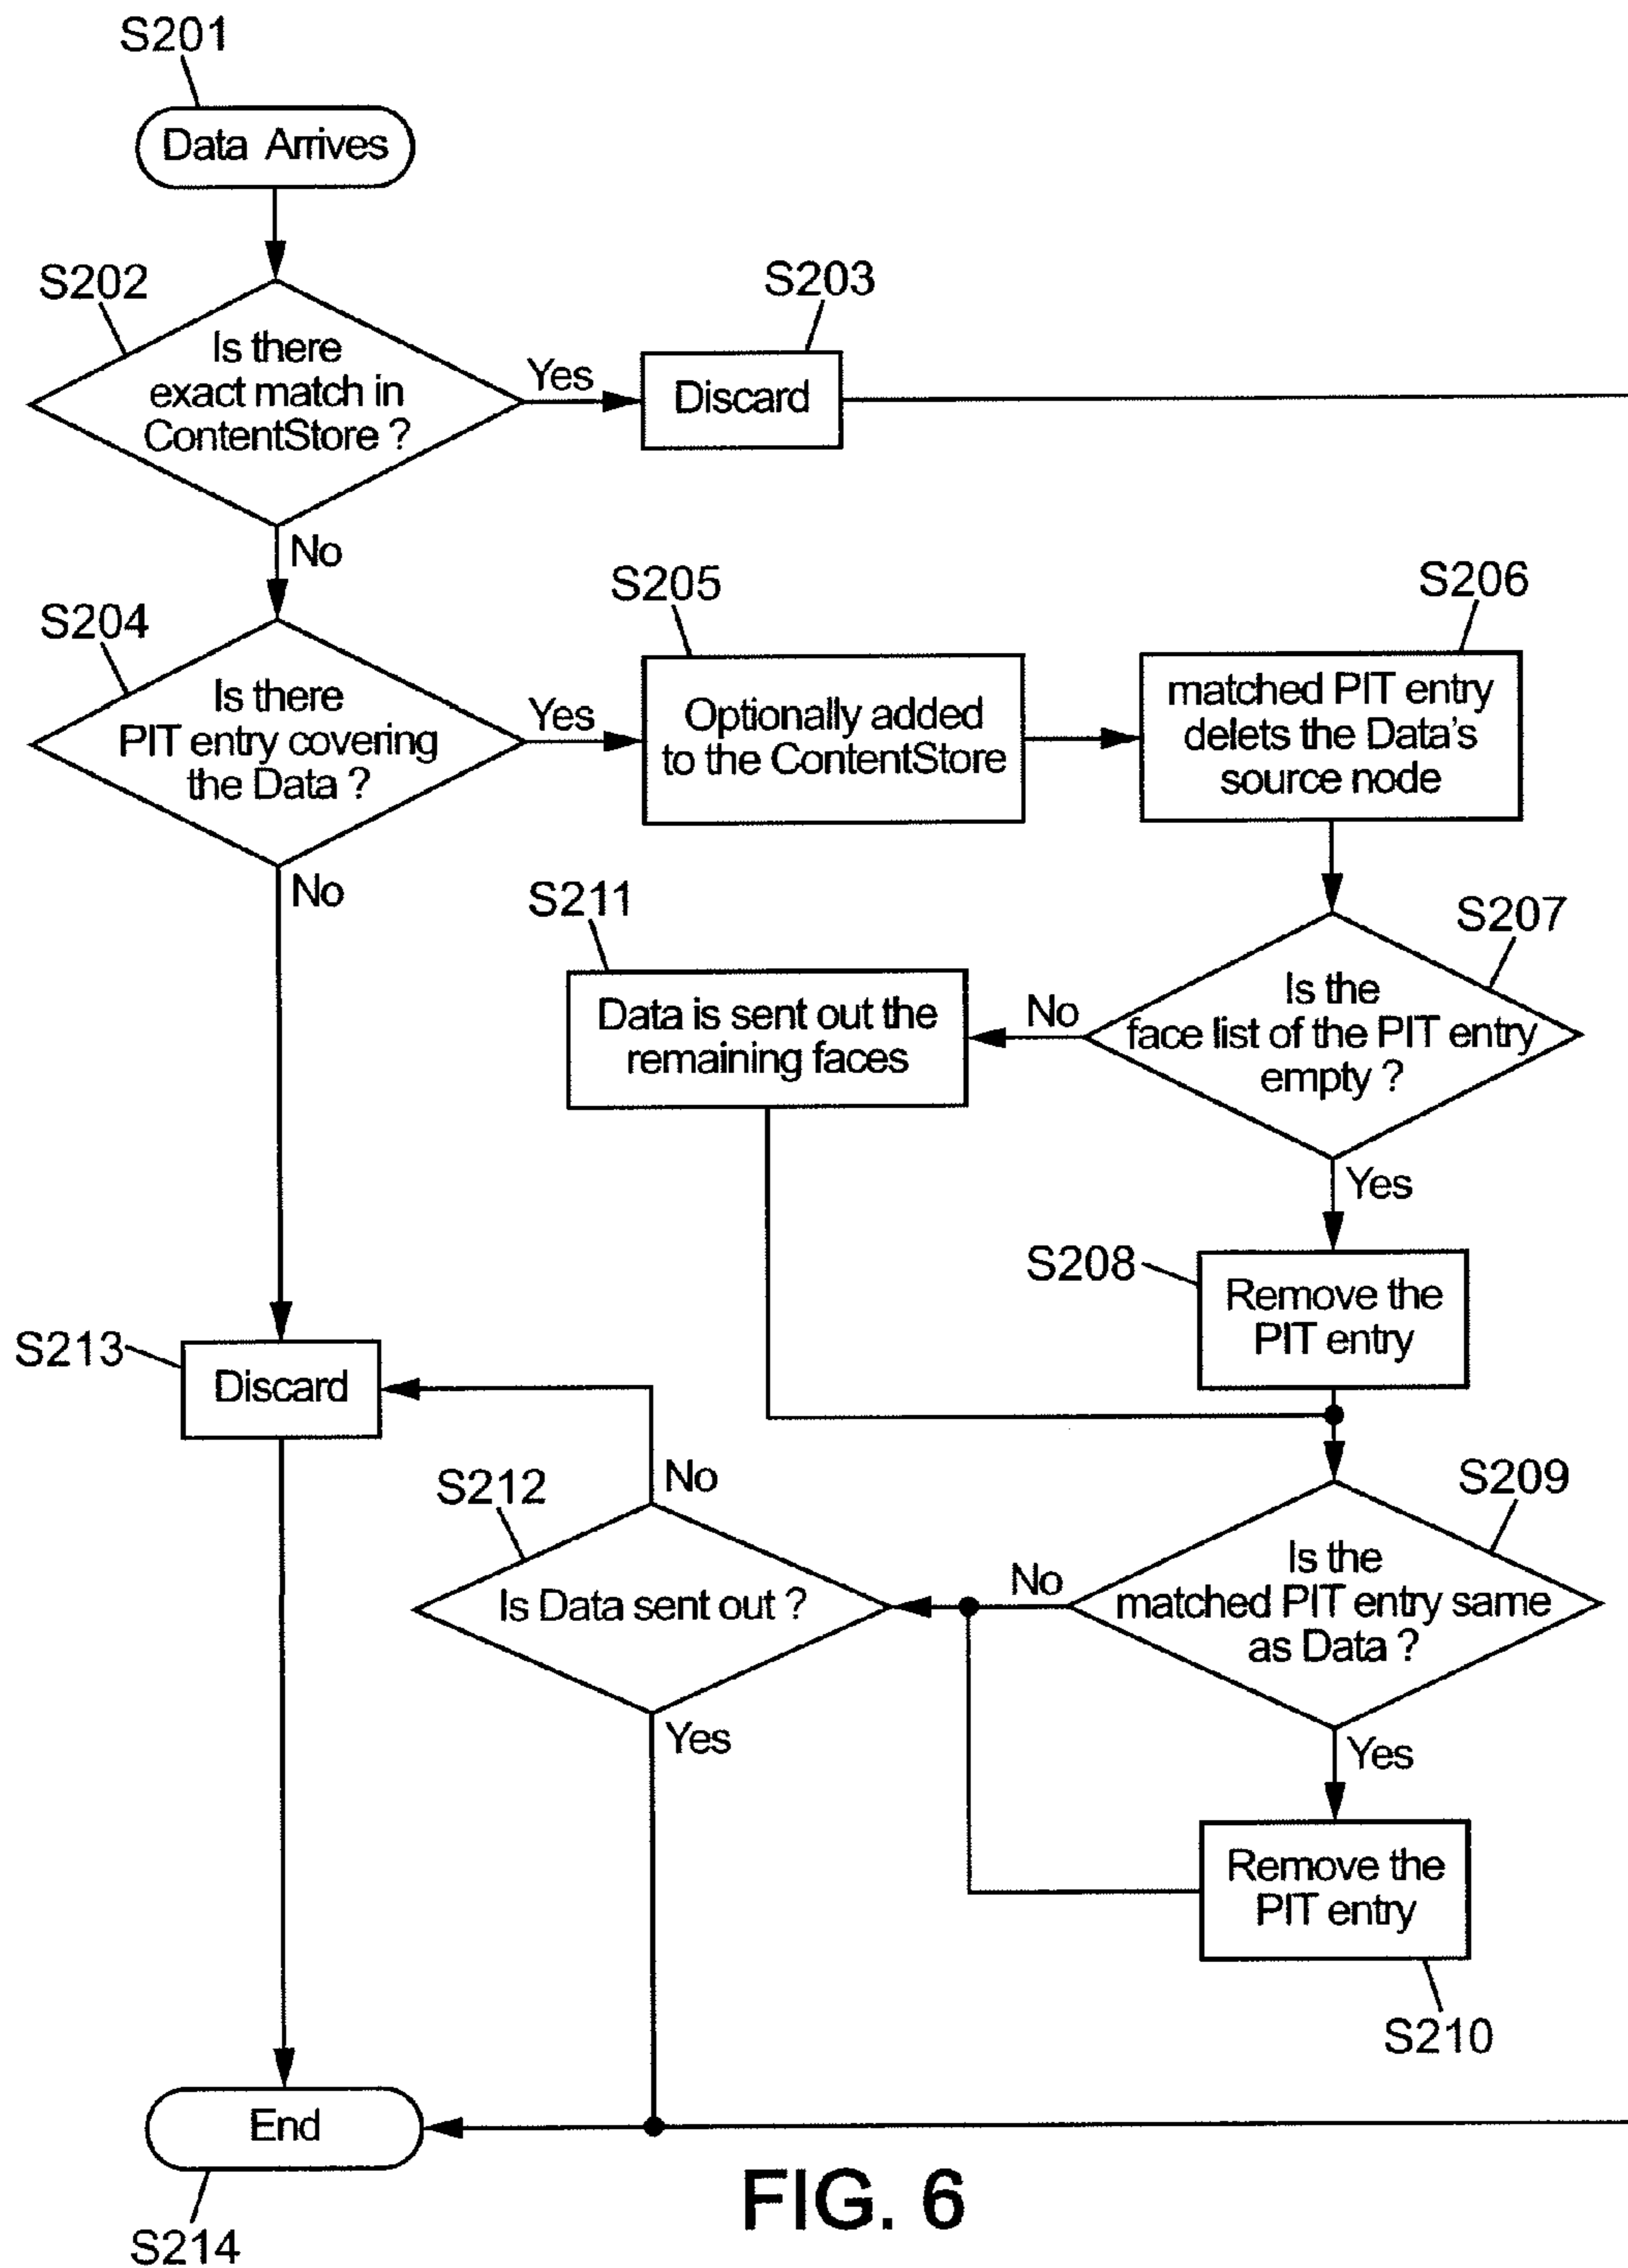 S201
Data Arrives
S202
Is there
exact match in
ContentStore ?
Yes
S203
Discard
No
S204
Is there
PIT entry covering
the Data ?
Yes
S205
Optionally added
to the ContentStore
S206
matched PIT entry
delets the Data's
source node
No
S211
Data is sent out the
remaining faces
No
S207
Is the
face list of the PIT entry
empty ?
Yes
S208
Remove the
PIT entry
S213
Discard
No
S212
Is Data sent out ?
No
S209
Is the
matched PIT entry same
as Data ?
Yes
Yes
Remove the
PIT entry
S210
End
S214
FIG. 6